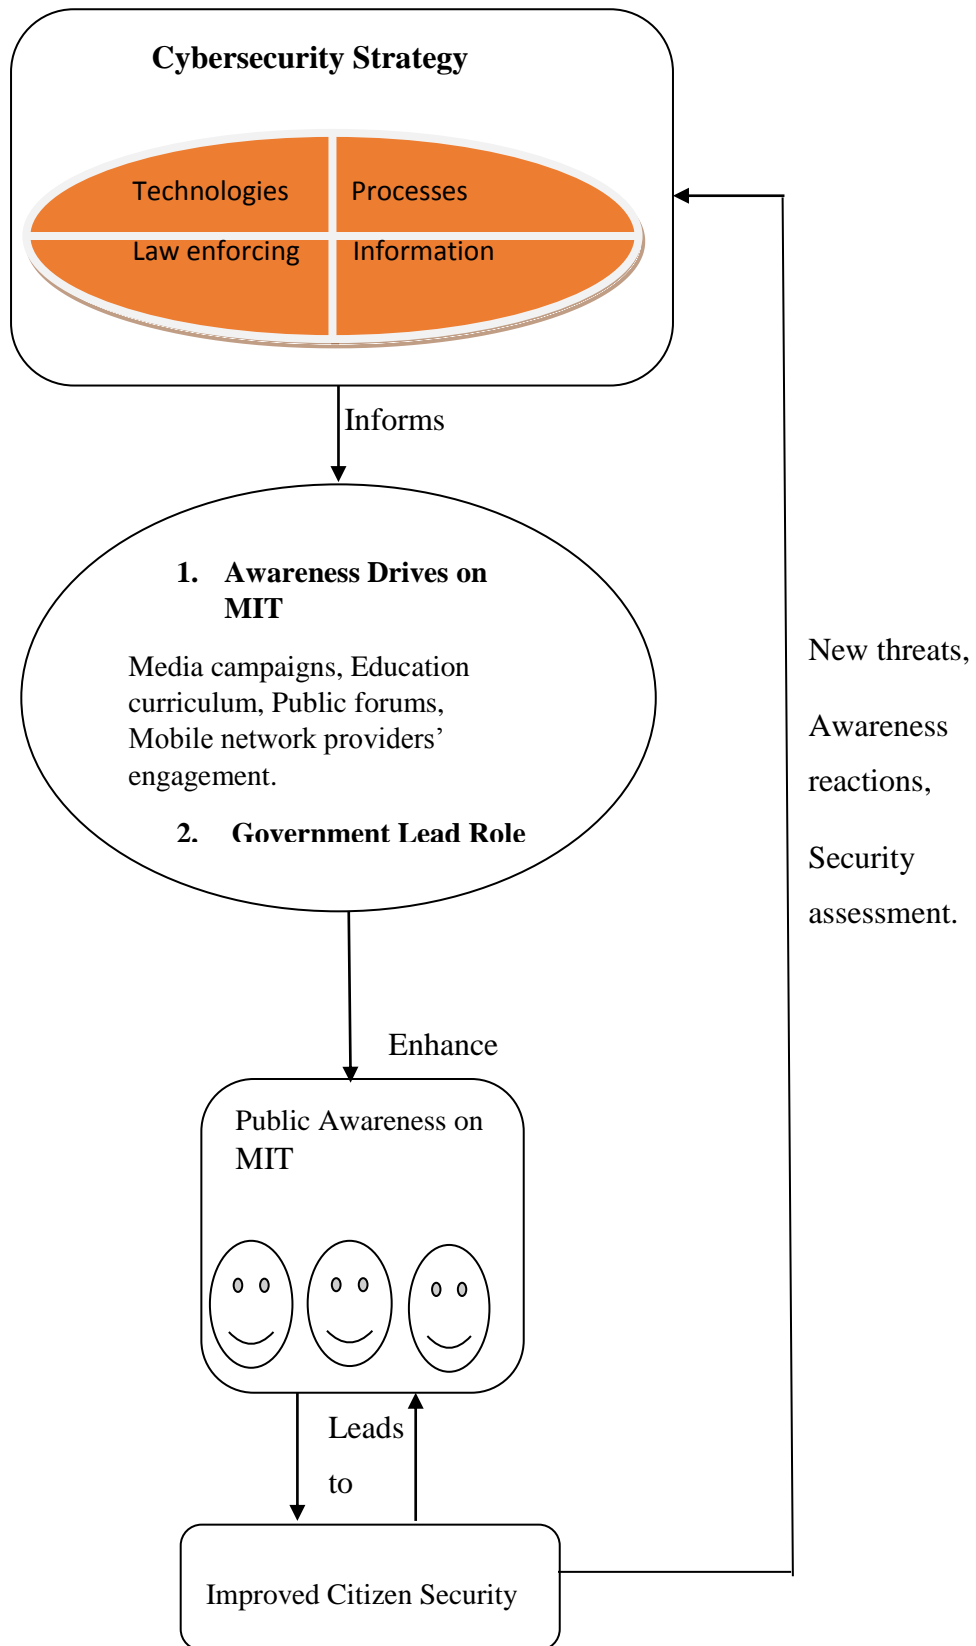 Cybersecurity Strategy
Technologies
Processes
Law enforcing
Information
Informs
1. Awareness Drives on
MIT
Media campaigns, Education
curriculum, Public forums,
Mobile network providers’
engagement.
2. Government Lead Role
New threats,
Awareness
reactions,
Security
assessment.
Enhance
Public Awareness on
MIT
Leads
to
Improved Citizen Security